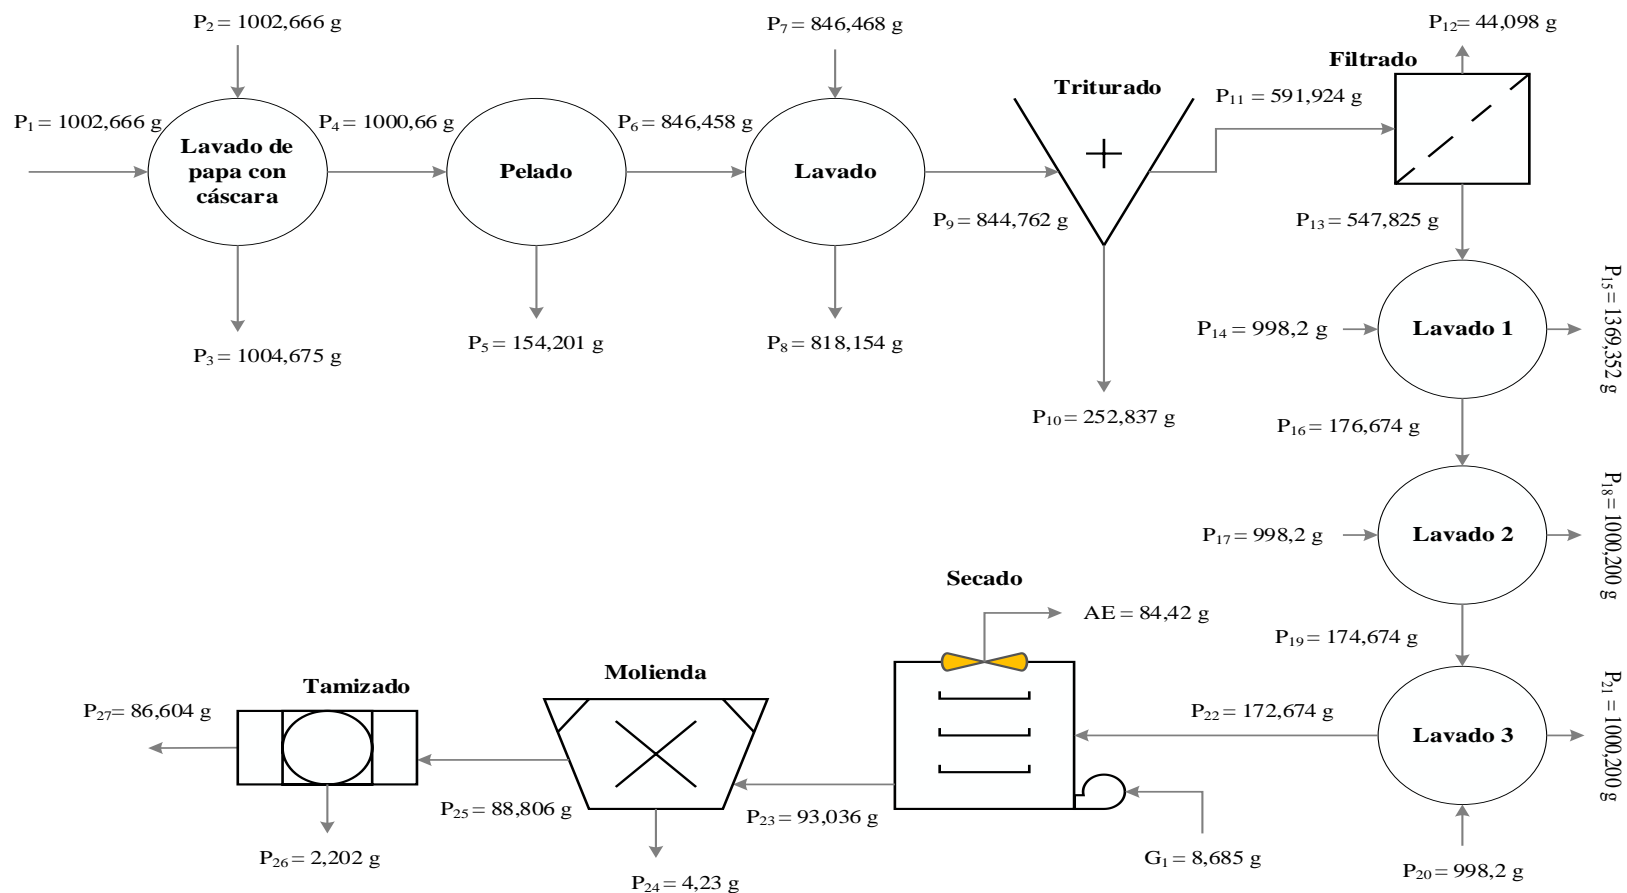 P₂ = 1002,666 g
P₇ = 846,468 g
P₁₂ = 44,098 g
Filtrado
Triturado
P₁₁ = 591,924 g
P₁ = 1002,666 g
P₄ = 1000,66 g
P₆ = 846,458 g
Lavado de
papa con
cáscara
Pelado
Lavado
P₉ = 844,762 g
P₁₃ = 547,825 g
P₃ = 1004,675 g
P₅ = 154,201 g
P₈ = 818,154 g
P₁₀ = 252,837 g
P₁₄ = 998,2 g
Lavado 1
P₁₅ = 1369,352 g
P₁₆ = 176,674 g
P₁₇ = 998,2 g
Lavado 2
P₁₈ = 1000,200 g
P₁₉ = 174,674 g
Secado
AE = 84,42 g
P₂₂ = 172,674 g
Lavado 3
P₂₁ = 1000,200 g
P₂₀ = 998,2 g
G₁ = 8,685 g
P₂₃ = 93,036 g
Molienda
P₂₄ = 4,23 g
P₂₅ = 88,806 g
Tamizado
P₂₇ = 86,604 g
P₂₆ = 2,202 g